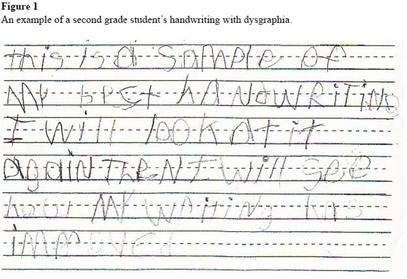 Figure 1
An example of a second grade student's handwriting with dysgraphia.
this is a SAMPle of
My best hANdwRiTiNg
I will look at it
AgaiN TheN I will see
how My wRiting has
iMMpoved